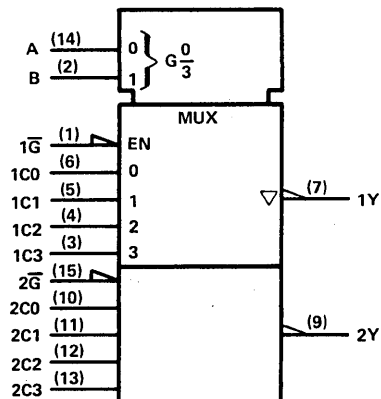 A (14) 0 } G 0/3
B (2) 1
MUX
1G̅ (1) EN
1C0 (6) 0
1C1 (5) 1 ▽ (7) 1Y
1C2 (4) 2
1C3 (3) 3
2G̅ (15)
2C0 (10)
2C1 (11) (9) 2Y
2C2 (12)
2C3 (13)